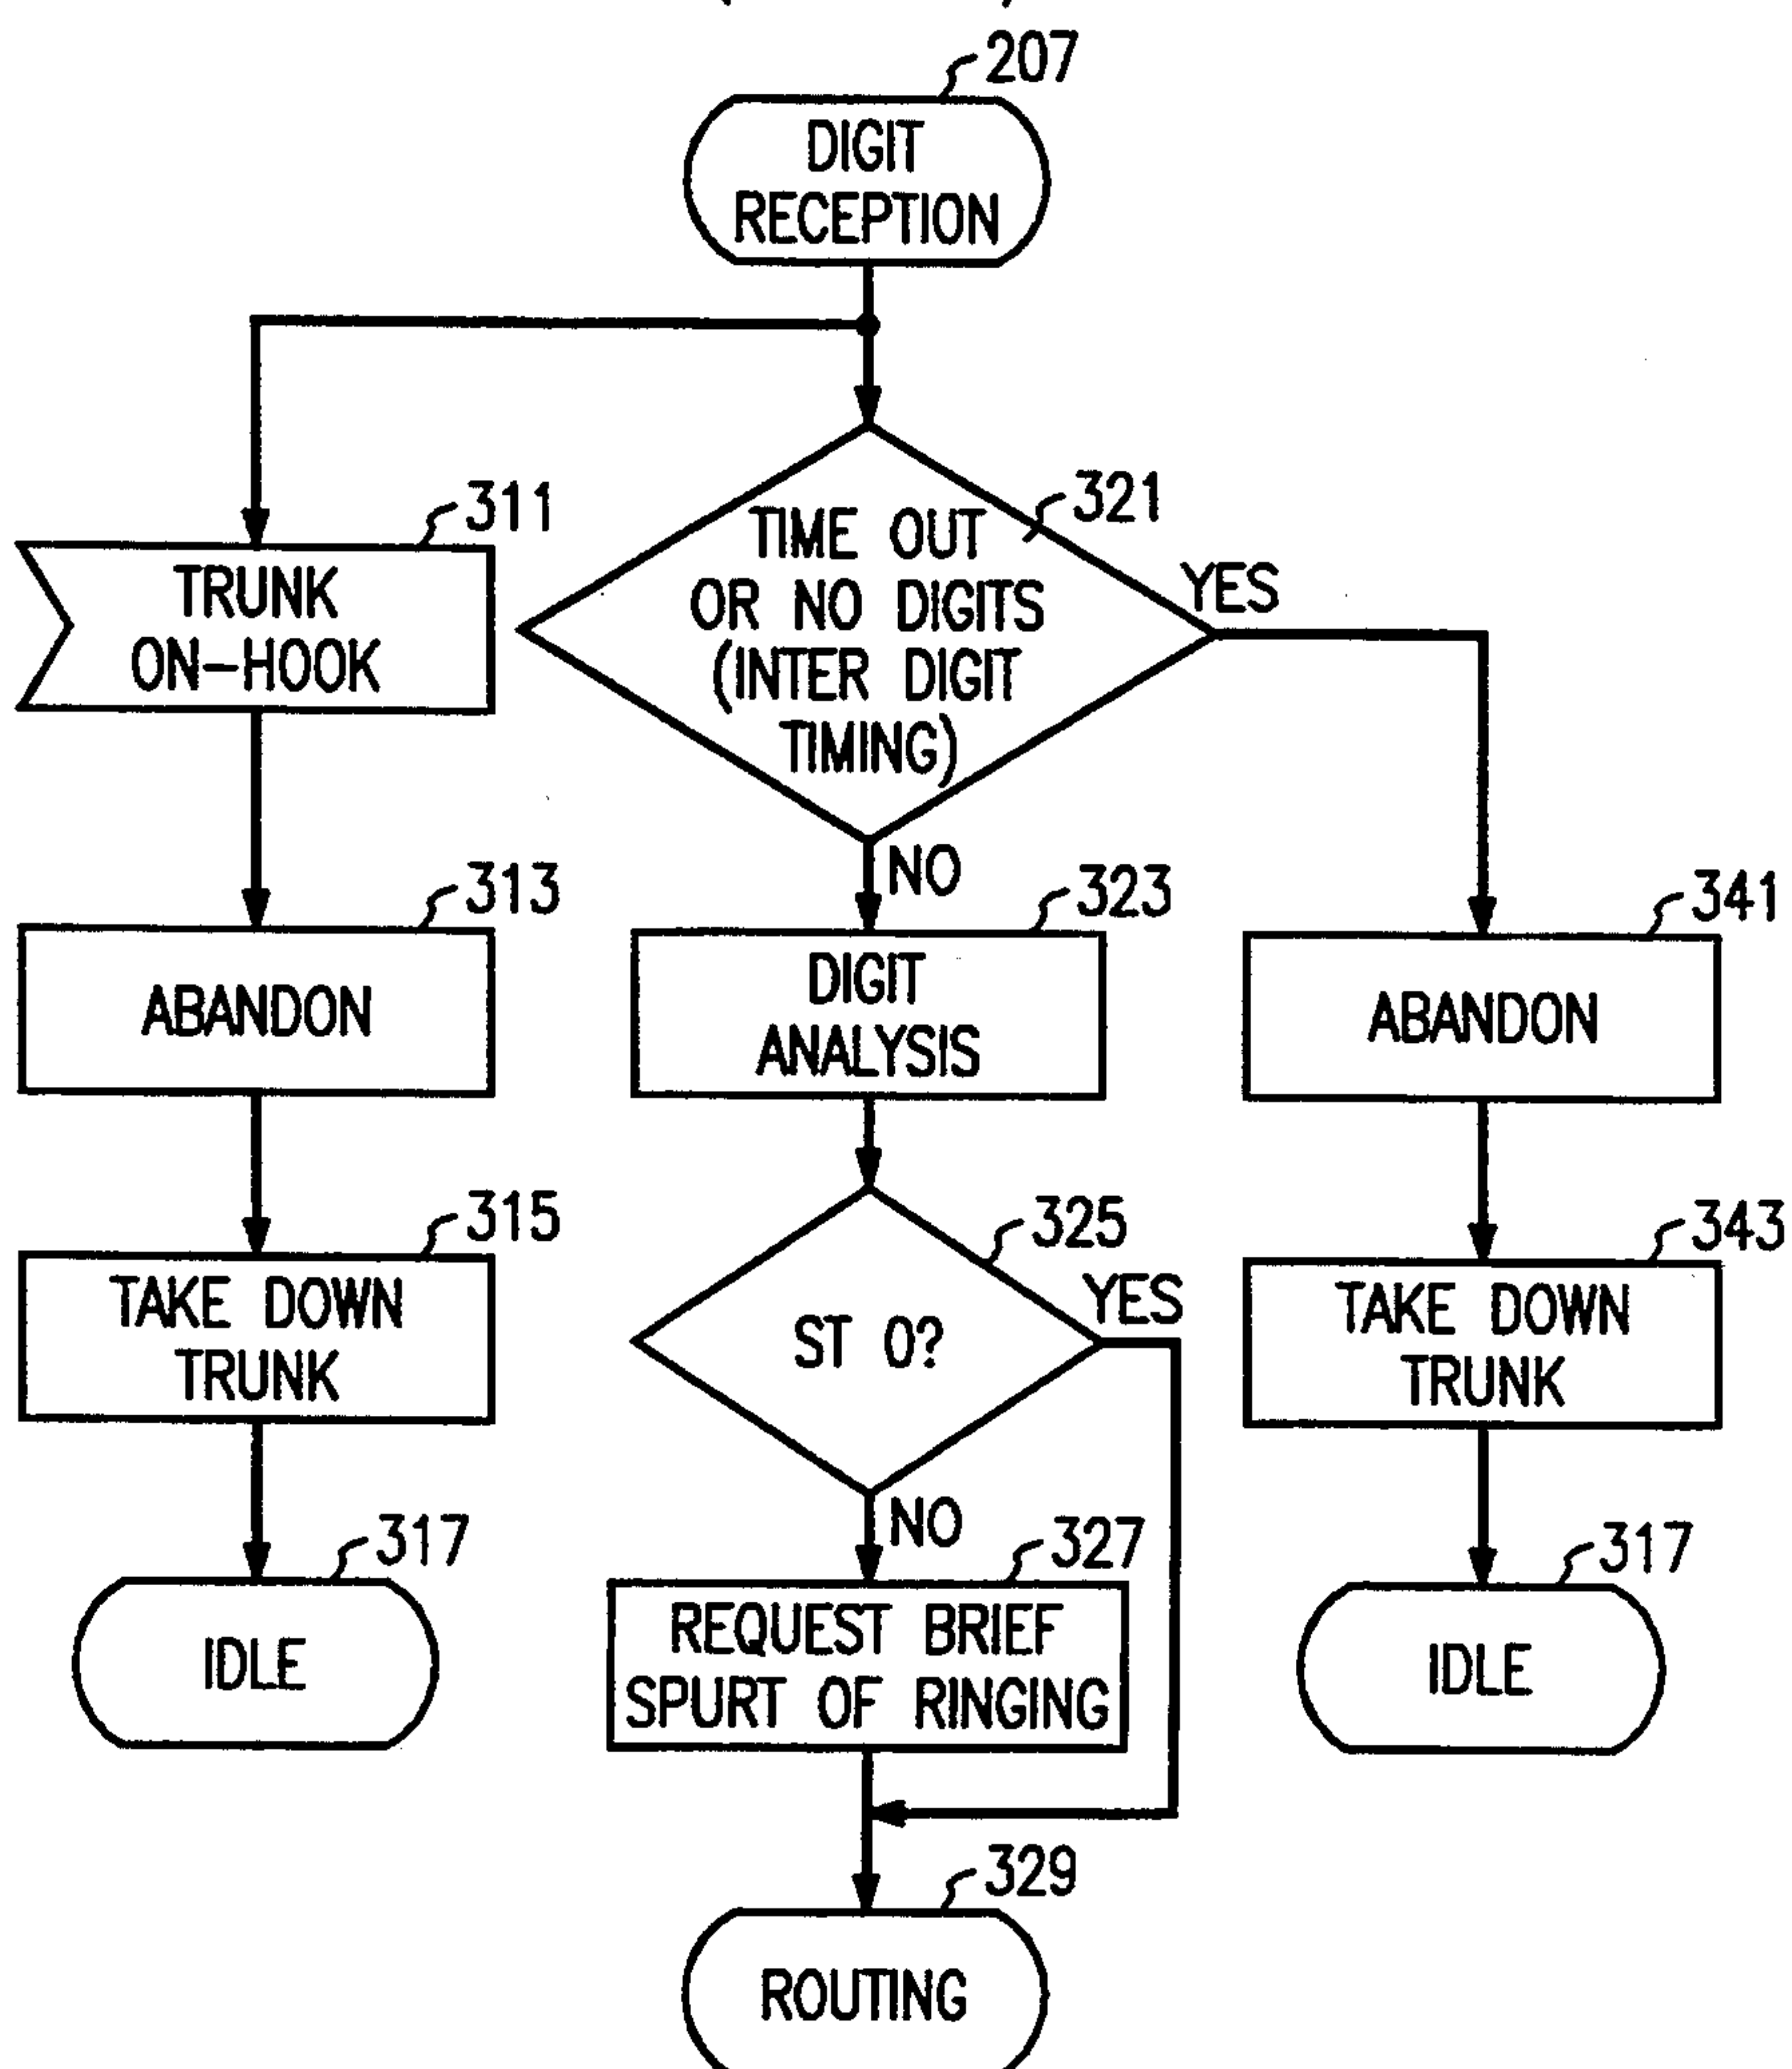 207
DIGIT
RECEPTION
311
TRUNK
ON-HOOK
321
TIME OUT
OR NO DIGITS
(INTER DIGIT
TIMING)
YES
NO
313
ABANDON
323
DIGIT
ANALYSIS
341
ABANDON
315
TAKE DOWN
TRUNK
325
ST 0?
YES
NO
343
TAKE DOWN
TRUNK
317
IDLE
327
REQUEST BRIEF
SPURT OF RINGING
317
IDLE
329
ROUTING